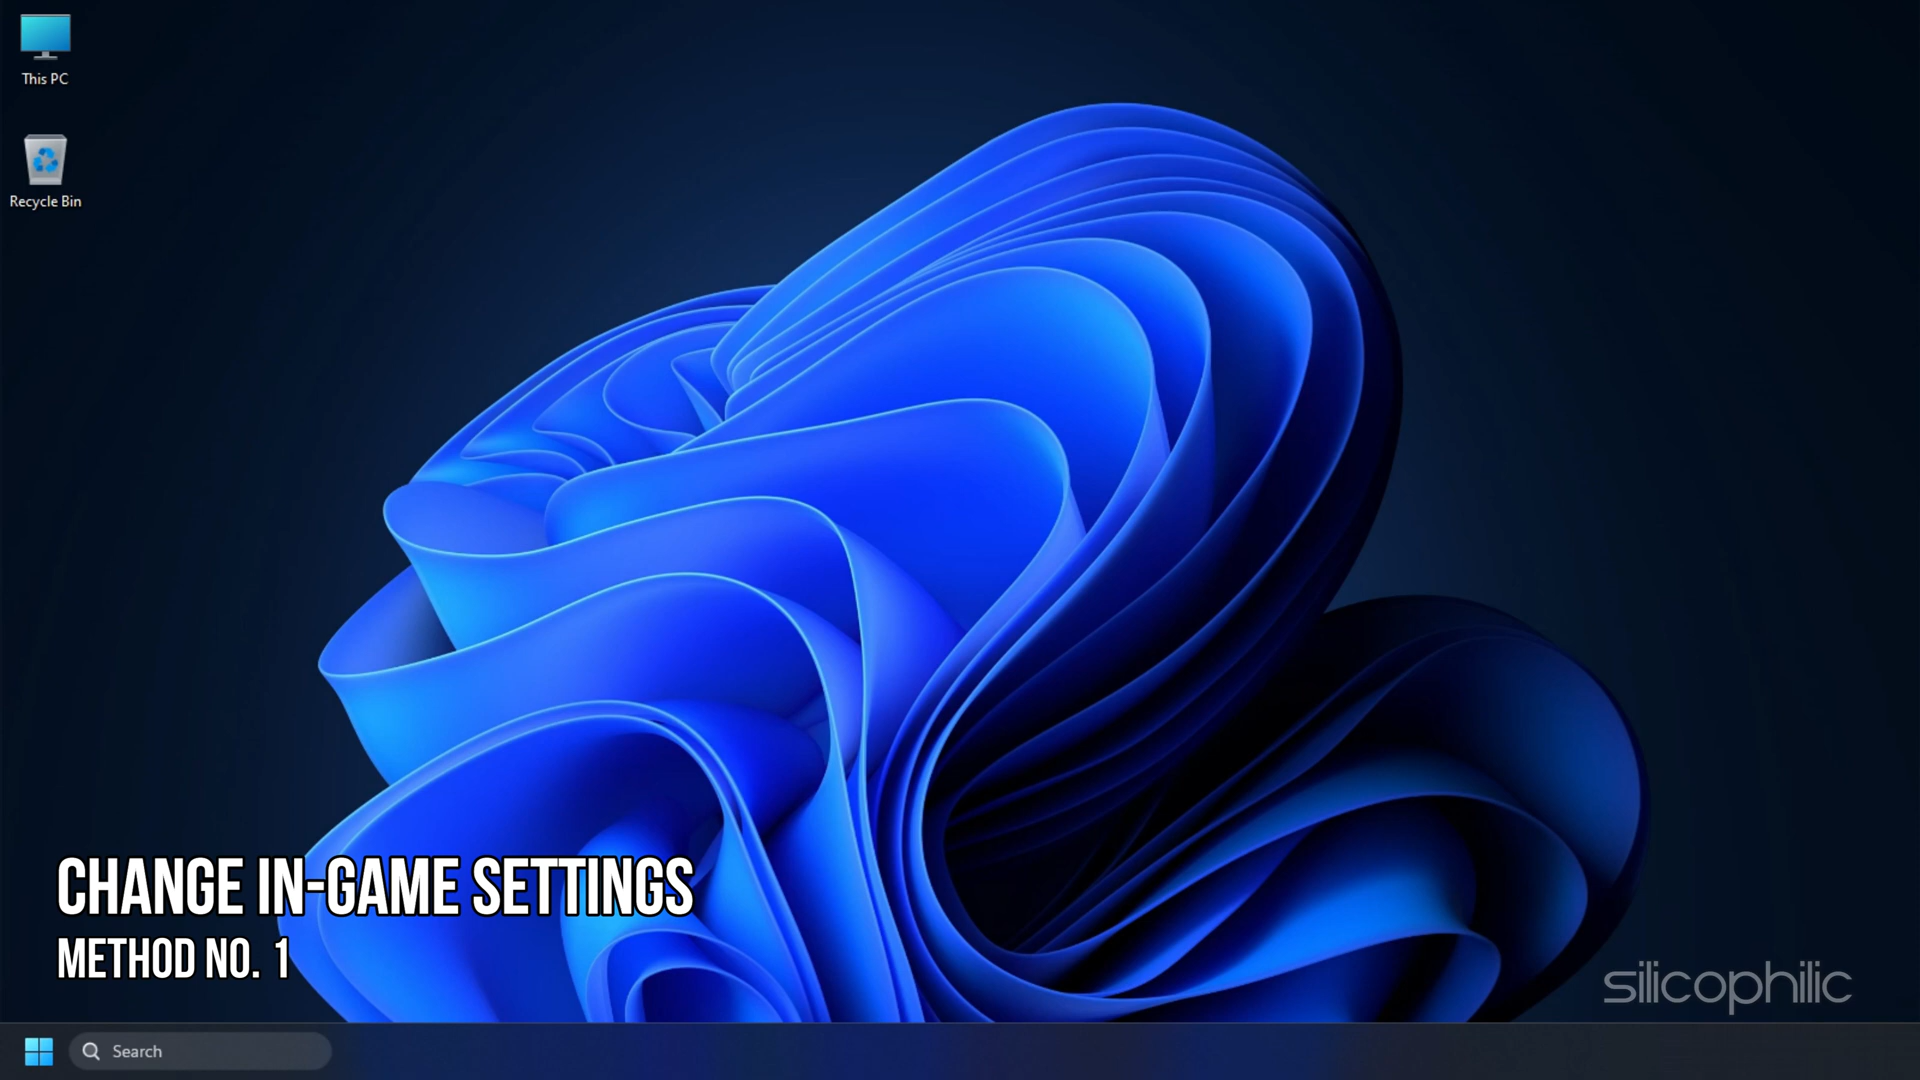 This PC
Recycle Bin
CHANGE IN-GAME SETTINGS
METHOD NO. 1
silicophilic
Search